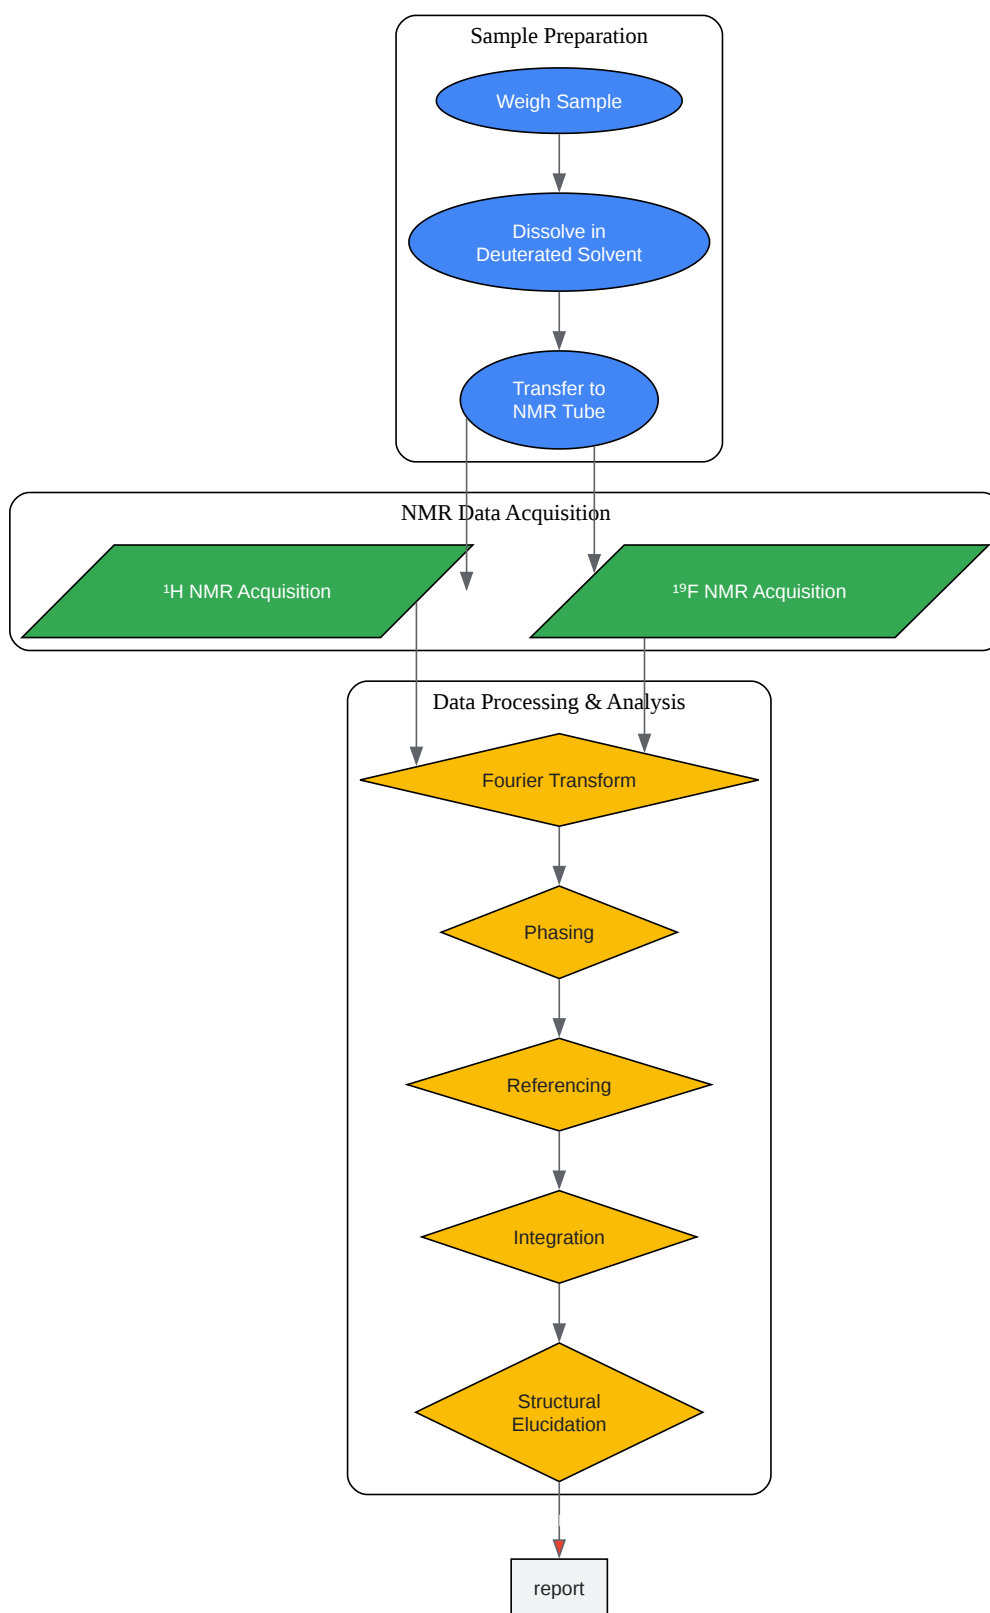 Sample Preparation
Weigh Sample
Dissolve in
Deuterated Solvent
Transfer to
NMR Tube
NMR Data Acquisition
¹H NMR Acquisition
¹⁹F NMR Acquisition
Data Processing & Analysis
Fourier Transform
Phasing
Referencing
Integration
Structural
Elucidation
report